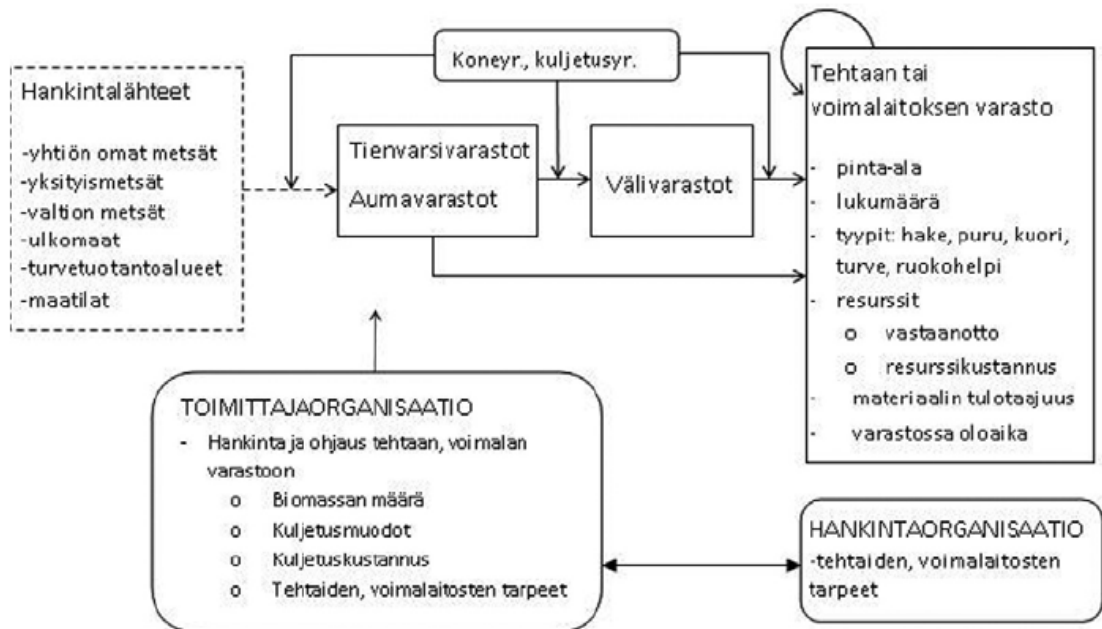 Koneyr., kuljetusyr.
Hankintalähteet
-yhtiön omat metsät
-yksityismetsät
-valtion metsät
-ulkomaat
-turvetuotantoalueet
-maatilat
Tienvarsivarastot
Aumavarastot
Välivarastot
Tehtaan tai
voimalaitoksen varasto
- pinta-ala
- lukumäärä
- tyypit: hake, puru, kuori,
turve, ruokohelpi
- resurssit
o vastaanotto
o resurssikustannus
- materiaalin tulotaajuus
- varastossa oloaika
TOIMITTAJAORGANISAATIO
- Hankinta ja ohjaus tehtaan, voimalan
varastoon
o Biomassan määrä
o Kuljetusmuodot
o Kuljetuskustannus
o Tehtaiden, voimalaitosten tarpeet
HANKINTAORGANISAATIO
-tehtaiden, voimalaitosten
tarpeet